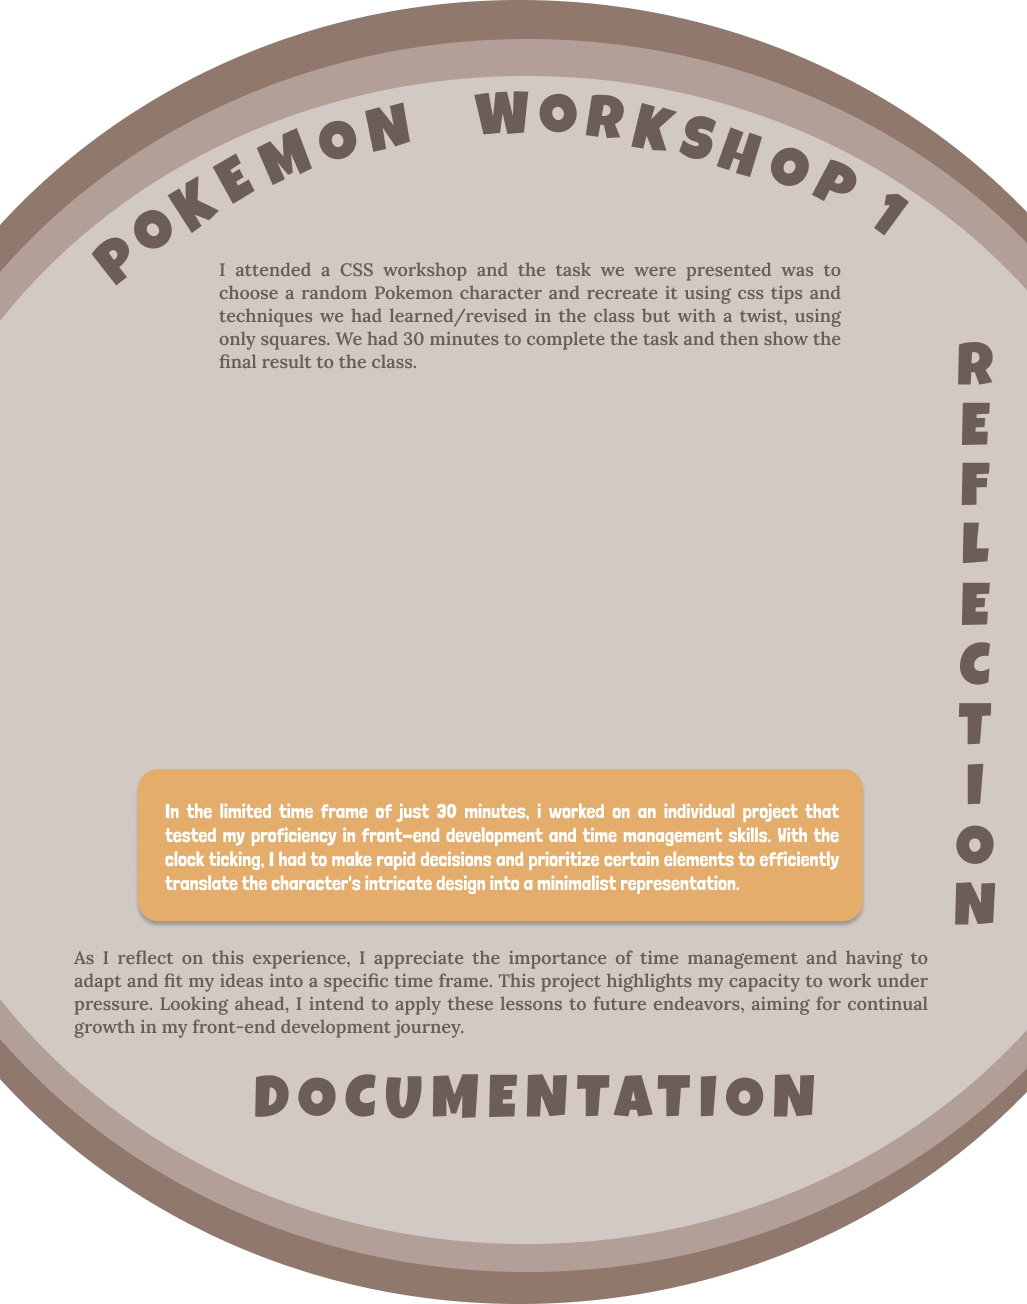 POKEMON WORKSHOP 1
I attended a CSS workshop and the task we were presented was to
choose a random Pokemon character and recreate it using css tips and
techniques we had learned/revised in the class but with a twist, using
only squares. We had 30 minutes to complete the task and then show the
final result to the class.
REFLECTION
In the limited time frame of just 30 minutes, i worked on an individual project that
tested my proficiency in front-end development and time management skills. With the
clock ticking, I had to make rapid decisions and prioritize certain elements to efficiently
translate the character's intricate design into a minimalist representation.
As I reflect on this experience, I appreciate the importance of time management and having to
adapt and fit my ideas into a specific time frame. This project highlights my capacity to work under
pressure. Looking ahead, I intend to apply these lessons to future endeavors, aiming for continual
growth in my front-end development journey.
DOCUMENTATION